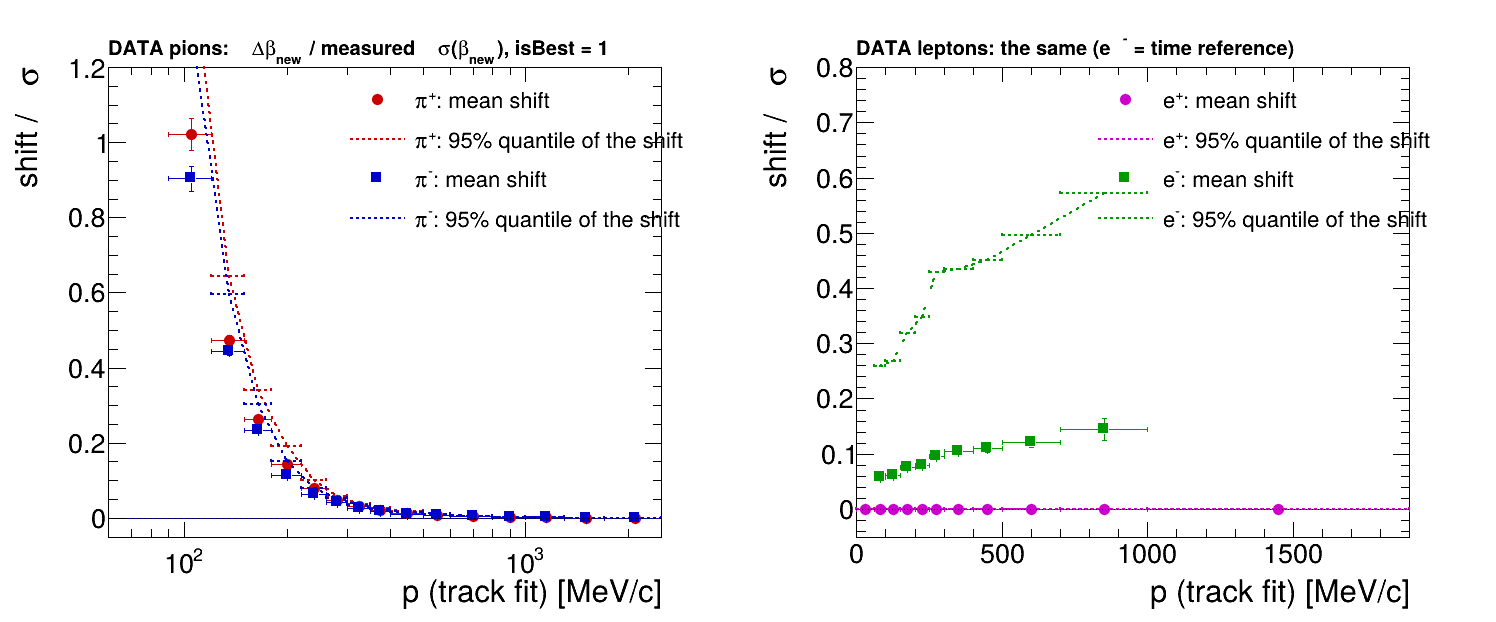 DATA pions: Δβnew / measured σ(βnew), isBest = 1
shift / σ
1.2
1
0.8
0.6
0.4
0.2
0
π+: mean shift
π+: 95% quantile of the shift
π-: mean shift
π-: 95% quantile of the shift
10²
10³
p (track fit) [MeV/c]
DATA leptons: the same (e- = time reference)
shift / σ
0.8
0.7
0.6
0.5
0.4
0.3
0.2
0.1
0
e+: mean shift
e+: 95% quantile of the shift
e-: mean shift
e-: 95% quantile of the shift
0
500
1000
1500
p (track fit) [MeV/c]